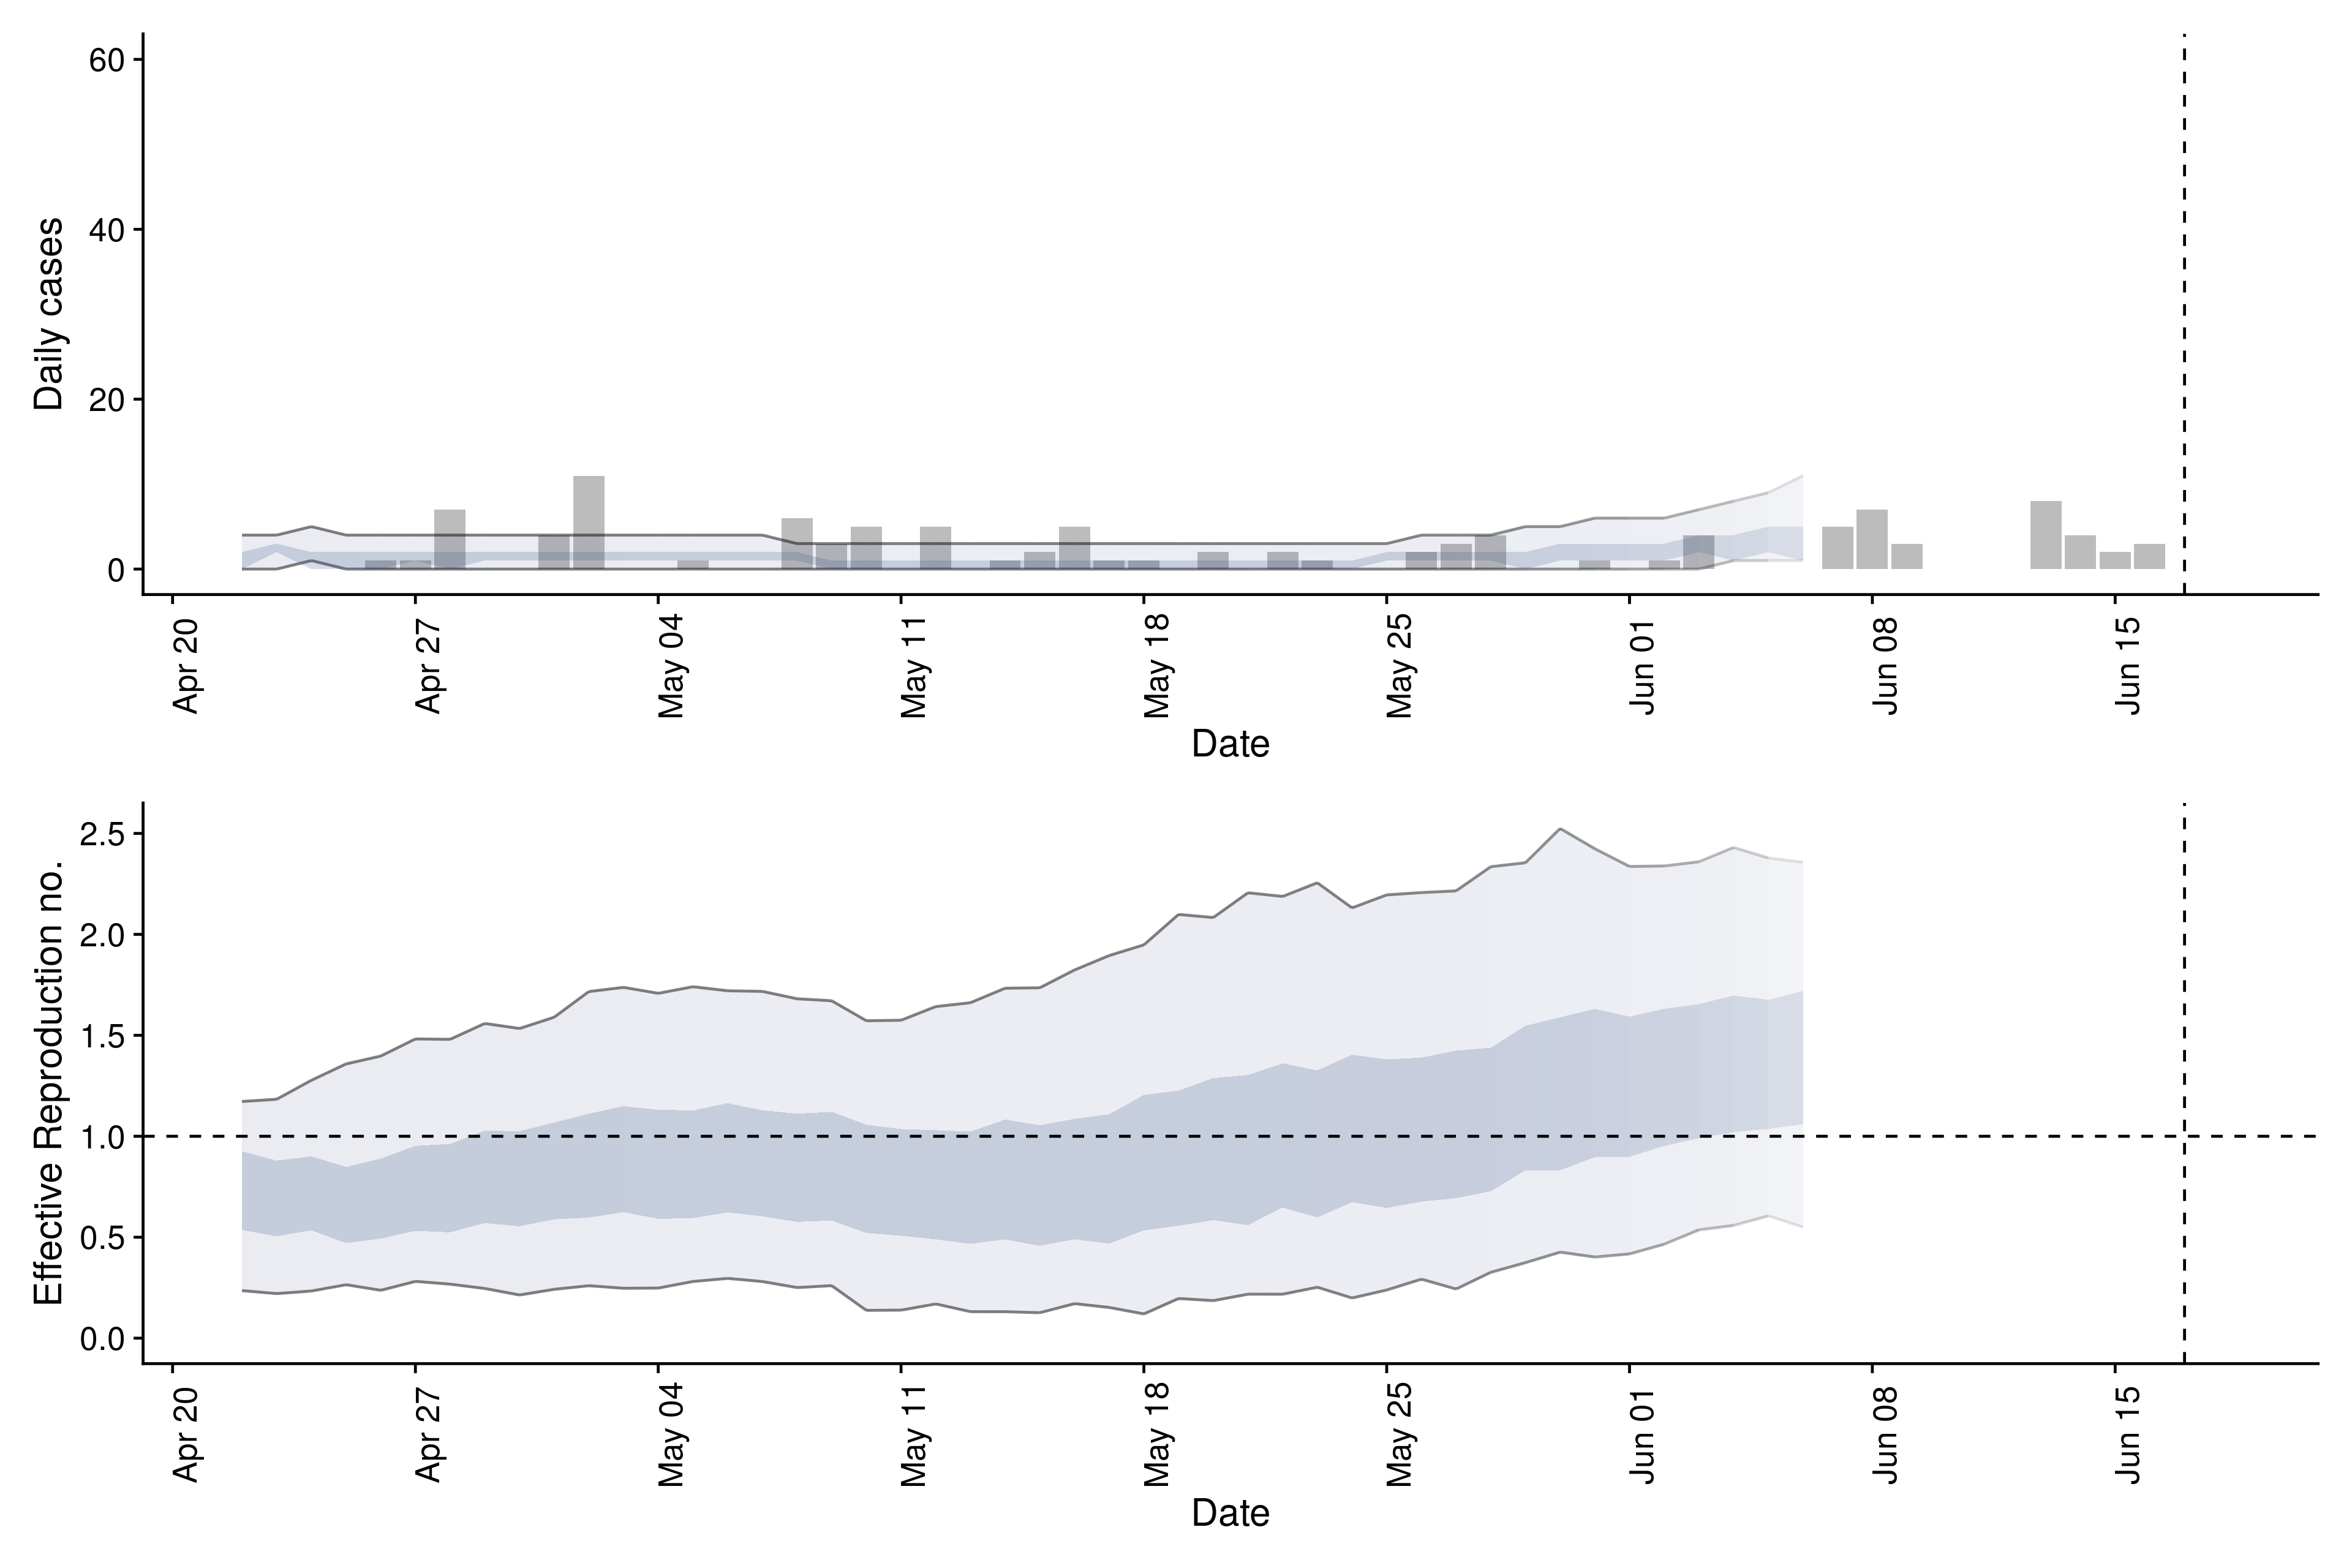 Daily cases
60
40
20
0
Apr 20
Apr 27
May 04
May 11
May 18
May 25
Jun 01
Jun 08
Jun 15
Date
Effective Reproduction no.
2.5
2.0
1.5
1.0
0.5
0.0
Apr 20
Apr 27
May 04
May 11
May 18
May 25
Jun 01
Jun 08
Jun 15
Date